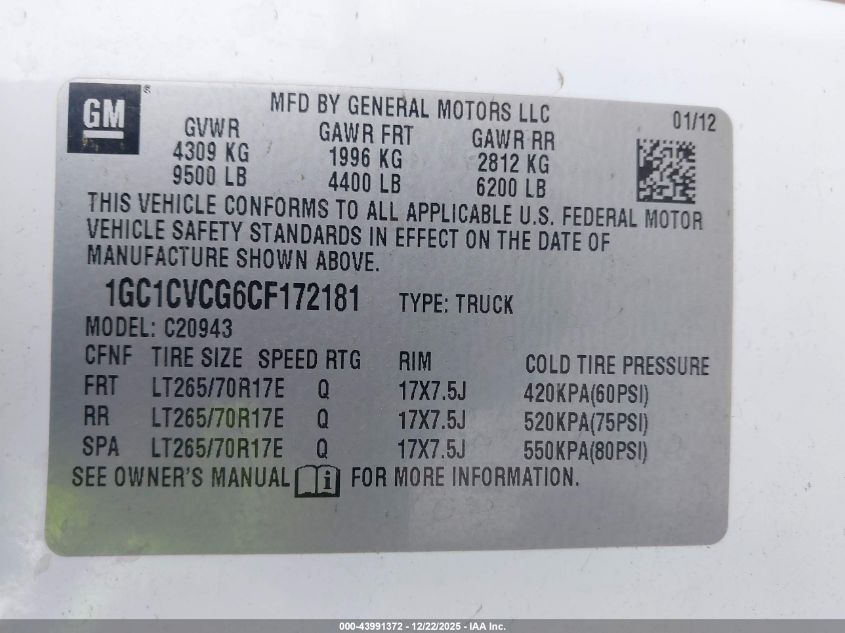 GM
MFD BY GENERAL MOTORS LLC
01/12
GVWR GAWR FRT GAWR RR
4309 KG 1996 KG 2812 KG
9500 LB 4400 LB 6200 LB
THIS VEHICLE CONFORMS TO ALL APPLICABLE U.S. FEDERAL MOTOR
VEHICLE SAFETY STANDARDS IN EFFECT ON THE DATE OF
MANUFACTURE SHOWN ABOVE.
1GC1CVCG6CF172181 TYPE: TRUCK
MODEL: C20943
CFNF TIRE SIZE SPEED RTG RIM COLD TIRE PRESSURE
FRT LT265/70R17E Q 17X7.5J 420KPA(60PSI)
RR LT265/70R17E Q 17X7.5J 520KPA(75PSI)
SPA LT265/70R17E Q 17X7.5J 550KPA(80PSI)
SEE OWNER'S MANUAL i FOR MORE INFORMATION.
000-43991372 - 12/22/2025 - IAA Inc.